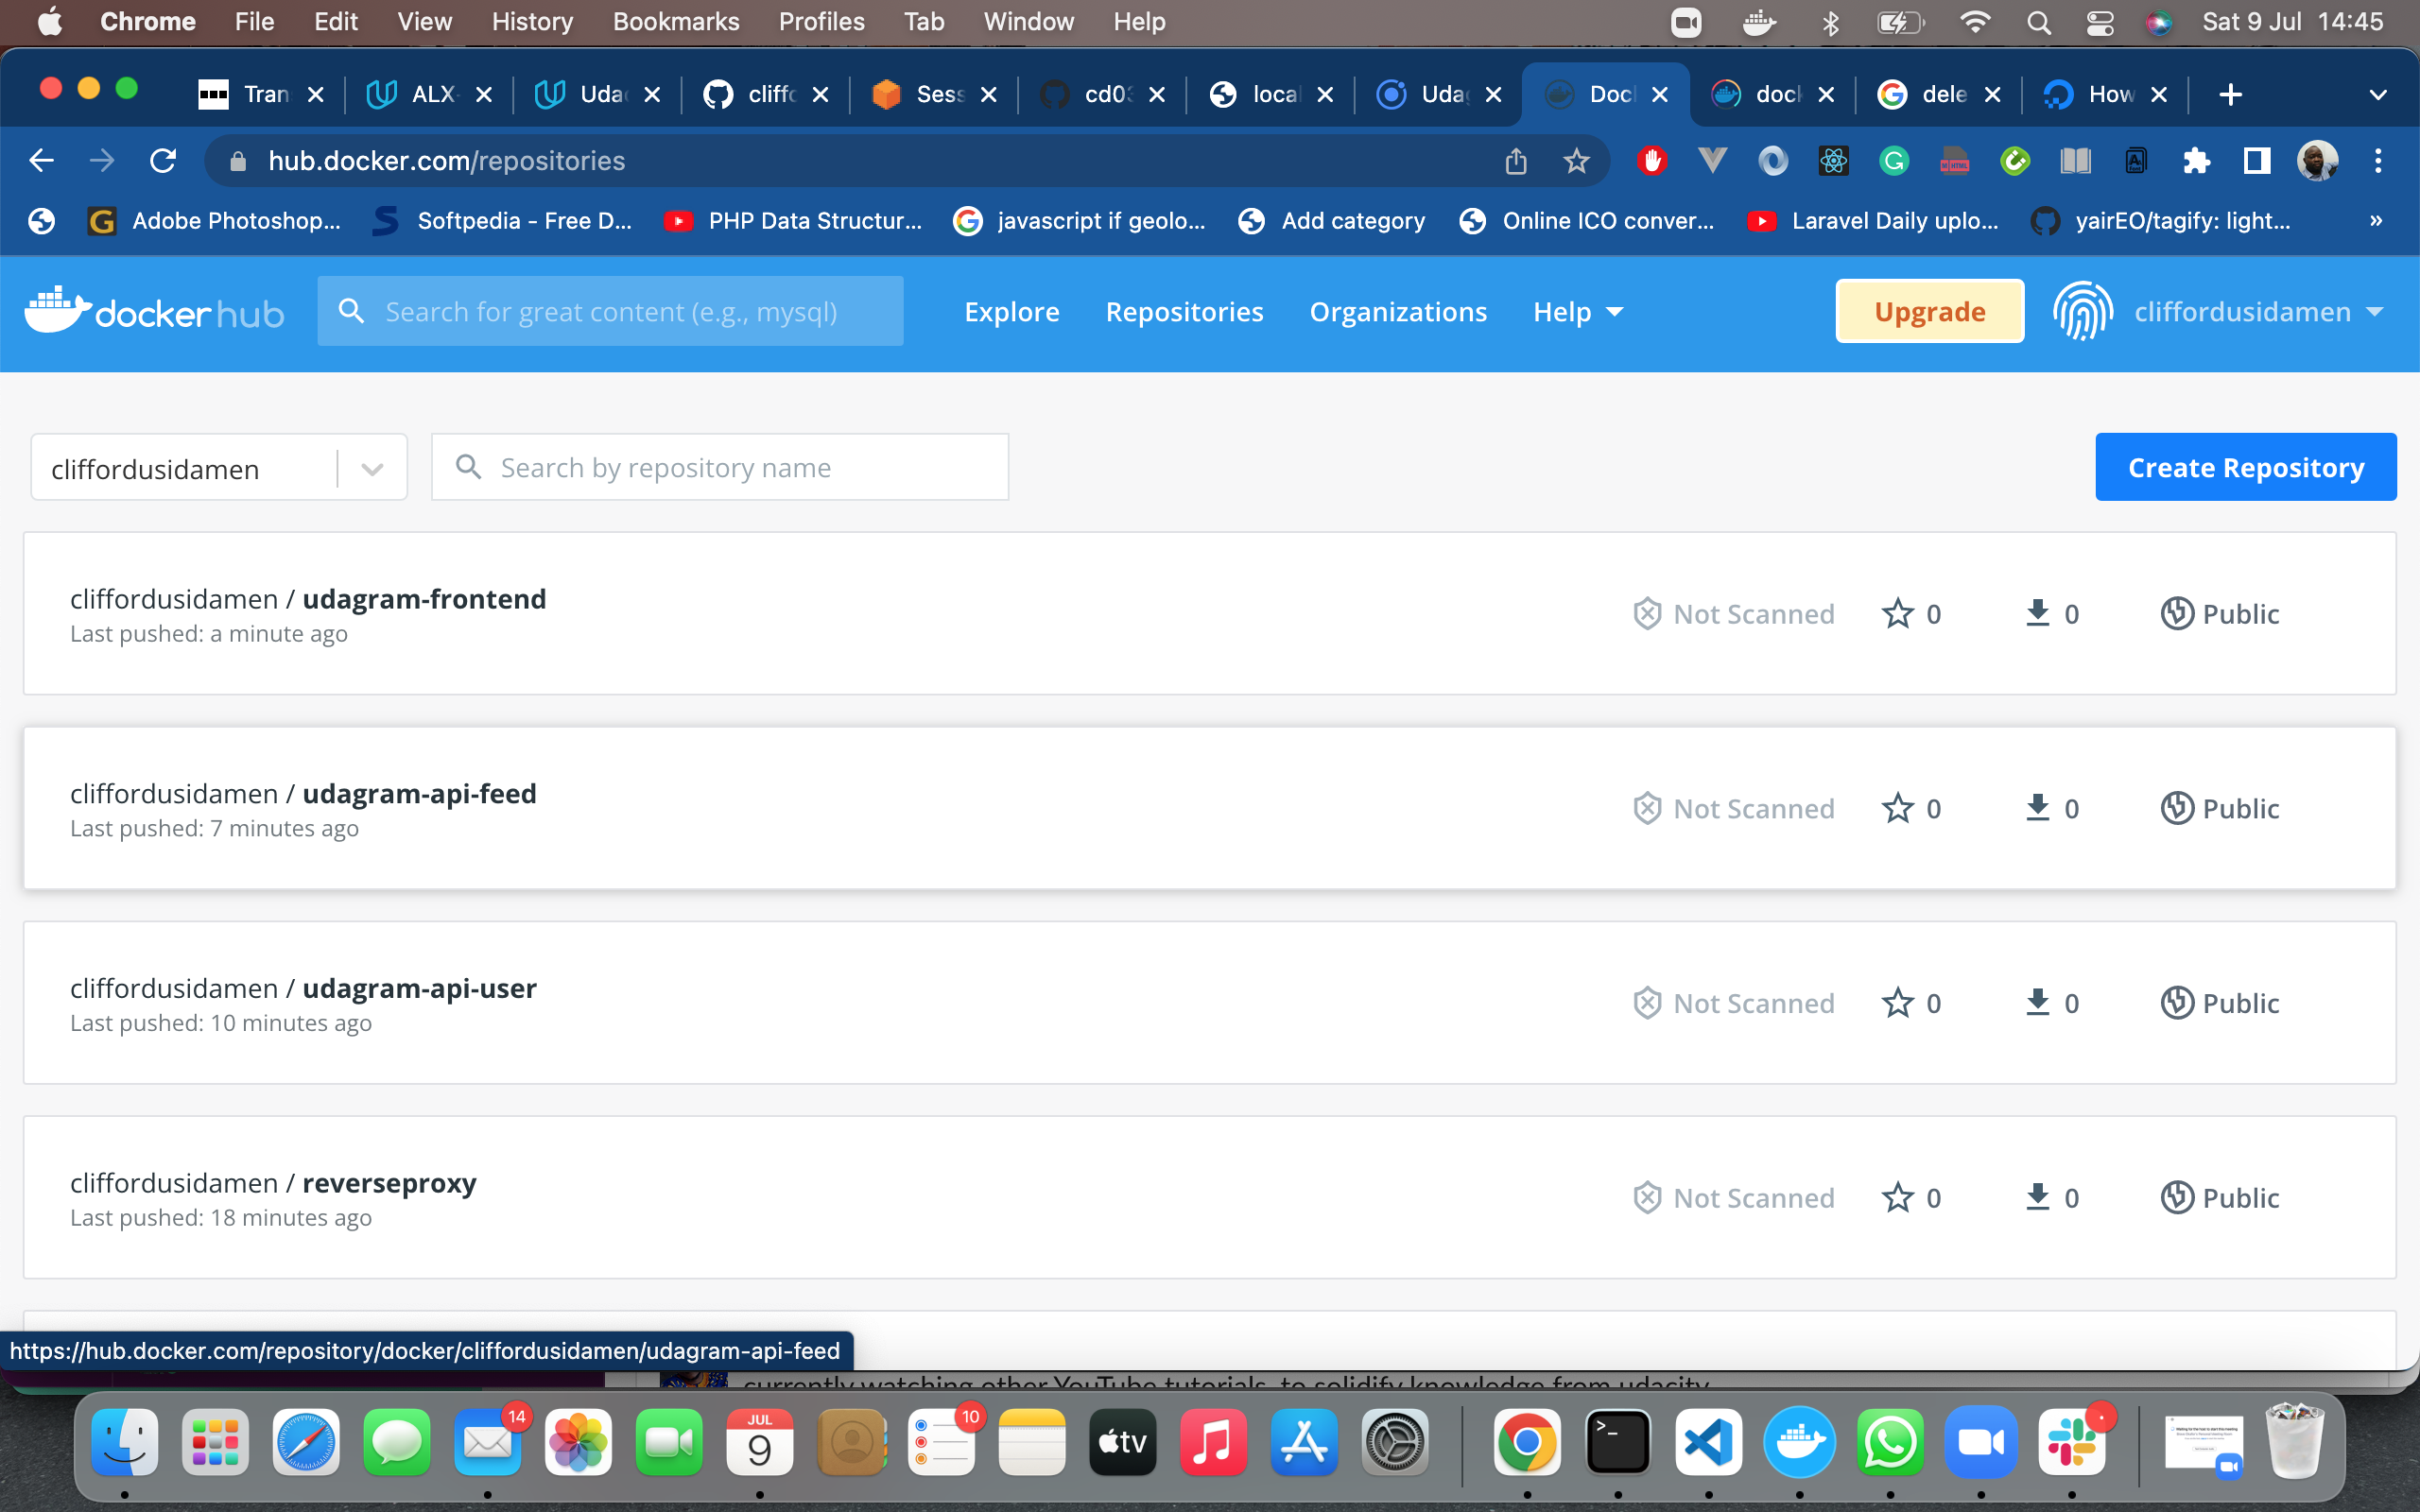 Chrome File Edit View History Bookmarks Profiles Tab Window Help Sat 9 Jul 14:45
Tran ALX- Uda cliffo Sess cd03 local Udag Doc dock dele How
hub.docker.com/repositories
Adobe Photoshop... Softpedia - Free D... PHP Data Structur... javascript if geolo... Add category Online ICO conver... Laravel Daily uplo... yairEO/tagify: light... »
docker hub Search for great content (e.g., mysql) Explore Repositories Organizations Help Upgrade cliffordusidamen
cliffordusidamen Search by repository name Create Repository
cliffordusidamen / udagram-frontend
Last pushed: a minute ago
Not Scanned 0 0 Public
cliffordusidamen / udagram-api-feed
Last pushed: 7 minutes ago
Not Scanned 0 0 Public
cliffordusidamen / udagram-api-user
Last pushed: 10 minutes ago
Not Scanned 0 0 Public
cliffordusidamen / reverseproxy
Last pushed: 18 minutes ago
Not Scanned 0 0 Public
https://hub.docker.com/repository/docker/cliffordusidamen/udagram-api-feed
currently watching other YouTube tutorials, to solidify knowledge from udacity
14 JUL 9 10 tv >_